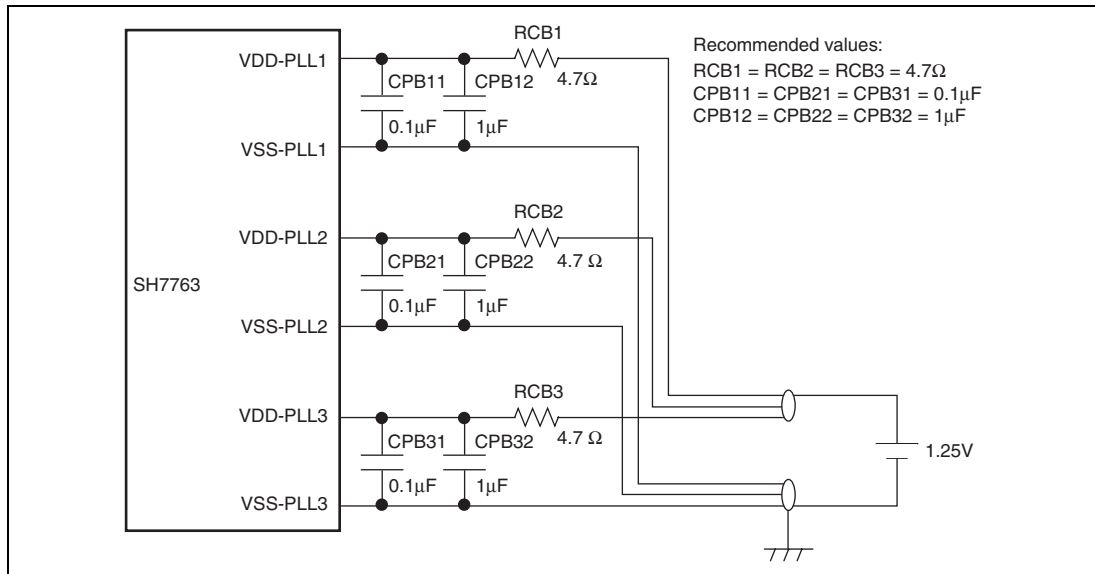 RCB1
VDD-PLL1
CPB11 CPB12 4.7Ω
0.1μF 1μF
VSS-PLL1
Recommended values:
RCB1 = RCB2 = RCB3 = 4.7Ω
CPB11 = CPB21 = CPB31 = 0.1μF
CPB12 = CPB22 = CPB32 = 1μF
RCB2
VDD-PLL2
CPB21 CPB22 4.7 Ω
SH7763
0.1μF 1μF
VSS-PLL2
RCB3
VDD-PLL3
CPB31 CPB32 4.7 Ω
0.1μF 1μF
VSS-PLL3
1.25V